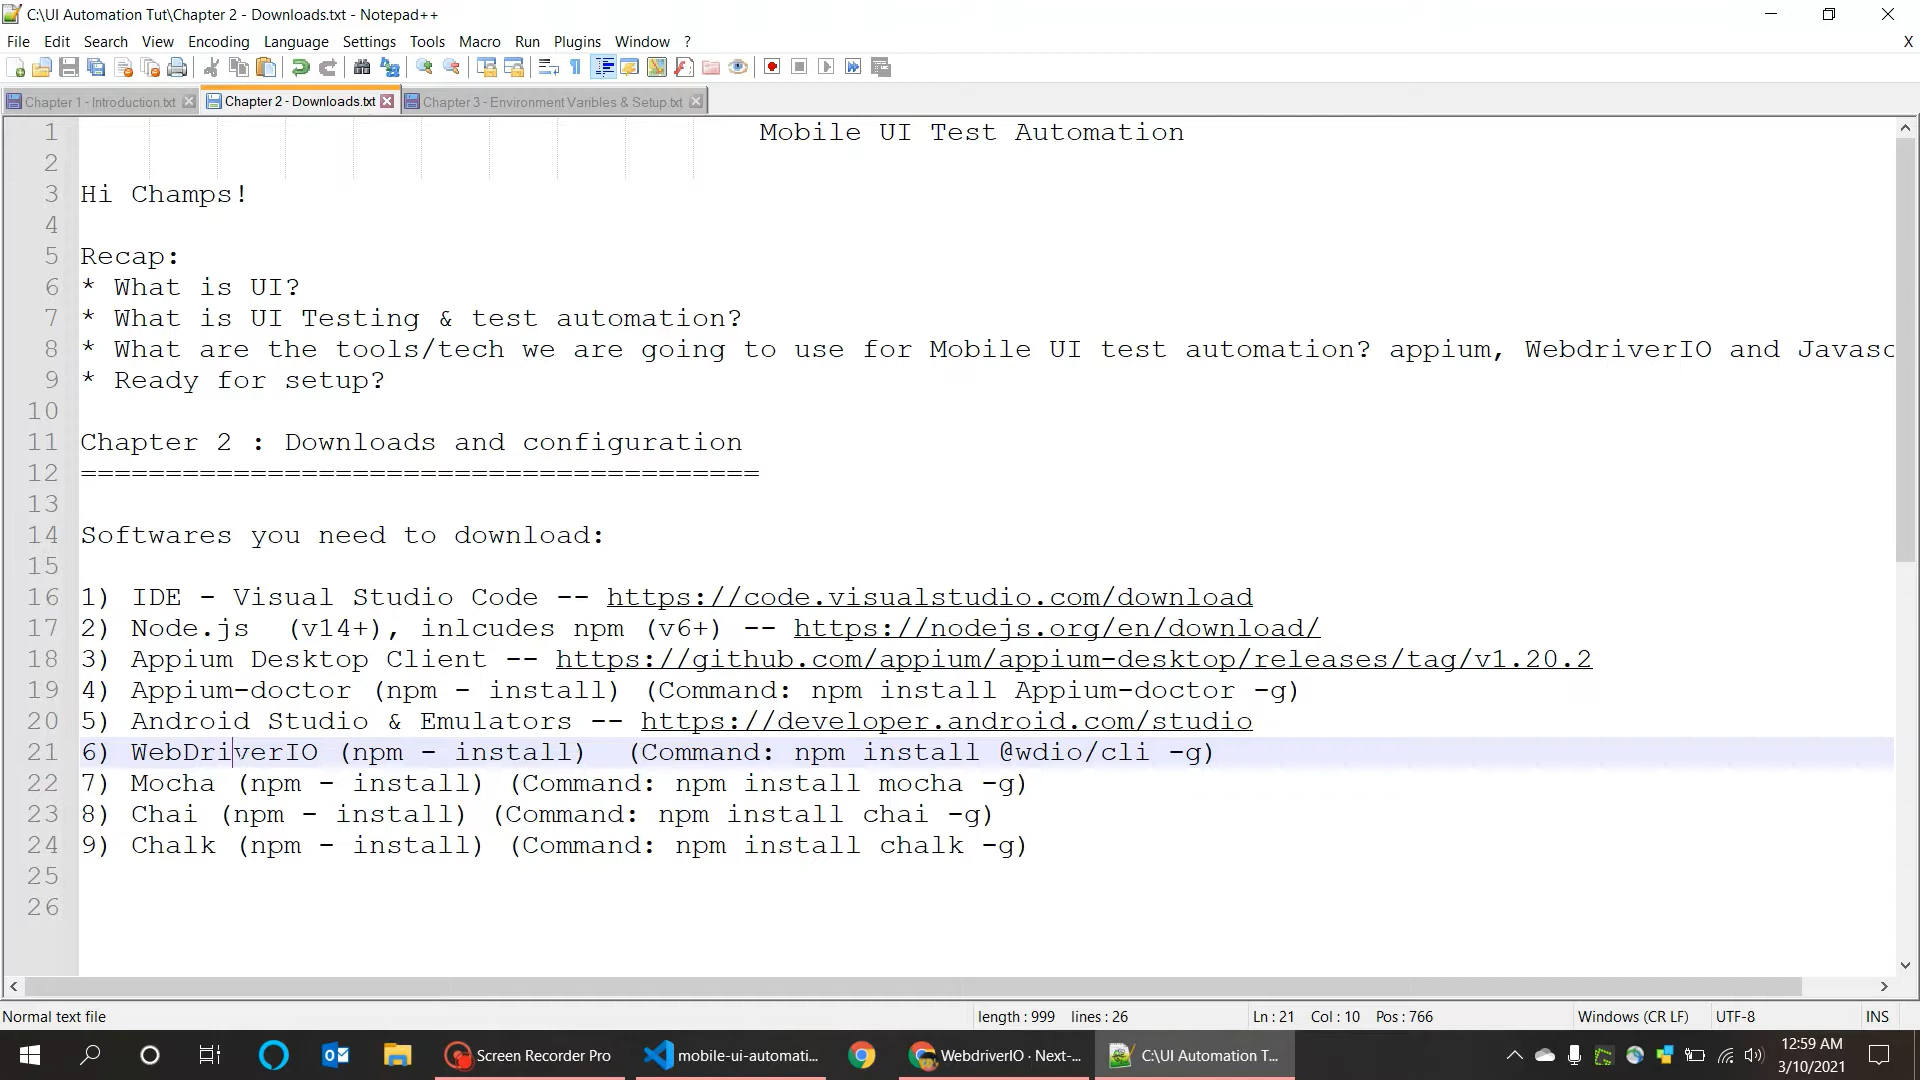 C:\UI Automation Tut\Chapter 2 - Downloads.txt - Notepad++
File Edit Search View Encoding Language Settings Tools Macro Run Plugins Window ? X
Chapter 1 - Introduction.txt Chapter 2 - Downloads.txt Chapter 3 - Environment Varibles & Setup.txt
1 Mobile UI Test Automation
2
3 Hi Champs!
4
5 Recap:
6 * What is UI?
7 * What is UI Testing & test automation?
8 * What are the tools/tech we are going to use for Mobile UI test automation? appium, WebdriverIO and Javasc
9 * Ready for setup?
10
11 Chapter 2 : Downloads and configuration
12 ========================================
13
14 Softwares you need to download:
15
16 1) IDE - Visual Studio Code -- https://code.visualstudio.com/download
17 2) Node.js  (v14+), inlcudes npm (v6+) -- https://nodejs.org/en/download/
18 3) Appium Desktop Client -- https://github.com/appium/appium-desktop/releases/tag/v1.20.2
19 4) Appium-doctor (npm - install) (Command: npm install Appium-doctor -g)
20 5) Android Studio & Emulators -- https://developer.android.com/studio
21 6) WebDriverIO (npm - install)  (Command: npm install @wdio/cli -g)
22 7) Mocha (npm - install) (Command: npm install mocha -g)
23 8) Chai (npm - install) (Command: npm install chai -g)
24 9) Chalk (npm - install) (Command: npm install chalk -g)
25
26
Normal text file length : 999 lines : 26 Ln : 21 Col : 10 Pos : 766 Windows (CR LF) UTF-8 INS
Screen Recorder Pro mobile-ui-automati... WebdriverIO · Next-... C:\UI Automation T... 12:59 AM
3/10/2021